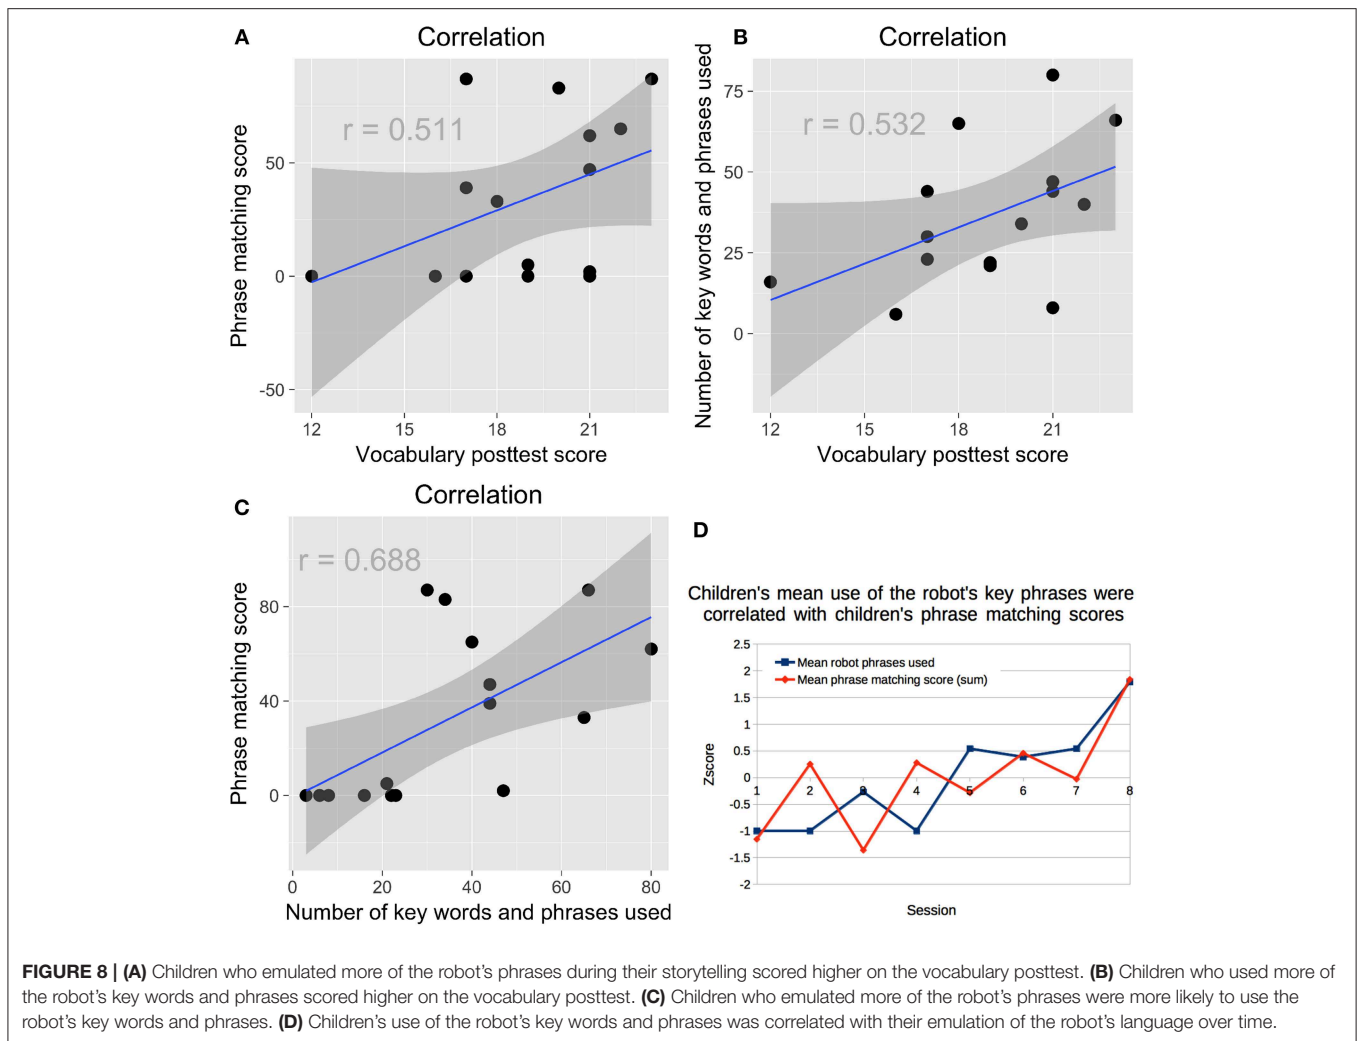 A
Correlation
r = 0.511
Phrase matching score
50
0
-50
12
15
18
21
Vocabulary posttest score
B
Correlation
r = 0.532
Number of key words and phrases used
75
50
25
0
12
15
18
21
Vocabulary posttest score
C
Correlation
r = 0.688
Phrase matching score
80
40
0
0
20
40
60
80
Number of key words and phrases used
D
Children's mean use of the robot's key phrases were
correlated with children's phrase matching scores
Mean robot phrases used
Mean phrase matching score (sum)
Zscore
2.5
2
1.5
1
0.5
0
-0.5
-1
-1.5
-2
1
2
3
4
5
6
7
8
Session
FIGURE 8 | (A) Children who emulated more of the robot's phrases during their storytelling scored higher on the vocabulary posttest. (B) Children who used more of
the robot's key words and phrases scored higher on the vocabulary posttest. (C) Children who emulated more of the robot's phrases were more likely to use the
robot's key words and phrases. (D) Children's use of the robot's key words and phrases was correlated with their emulation of the robot's language over time.